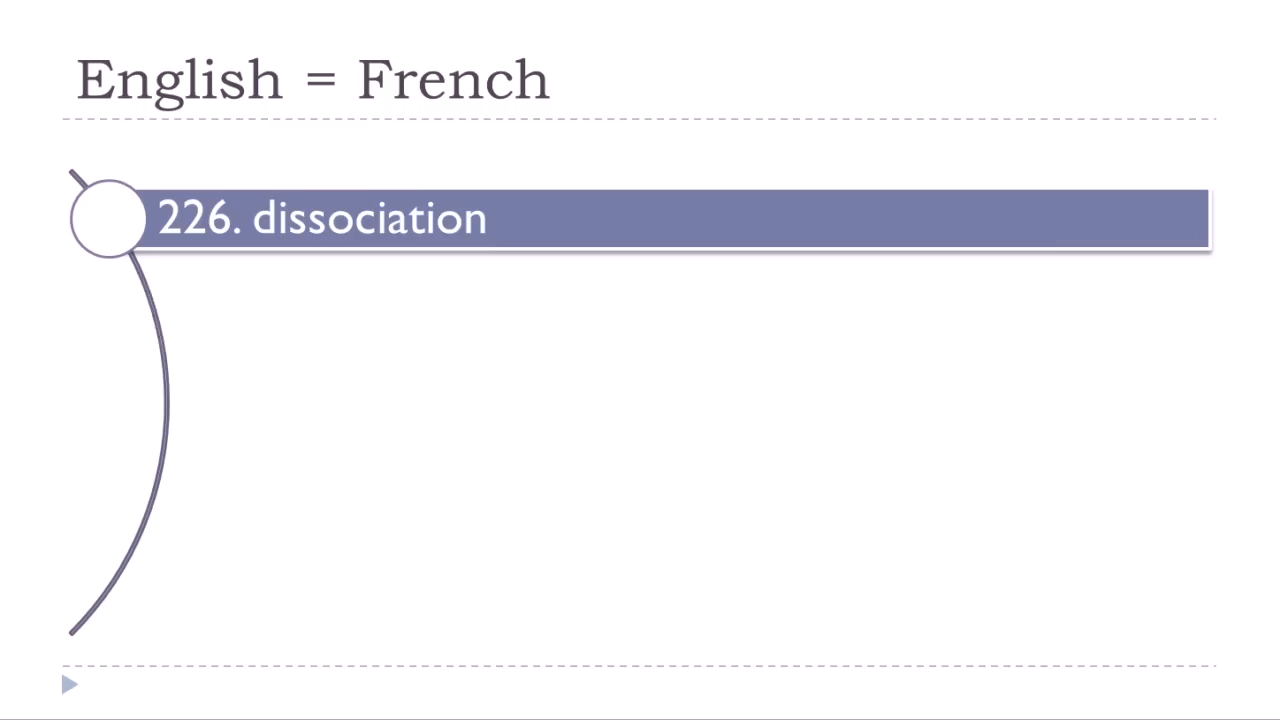 English = French
226. dissociation